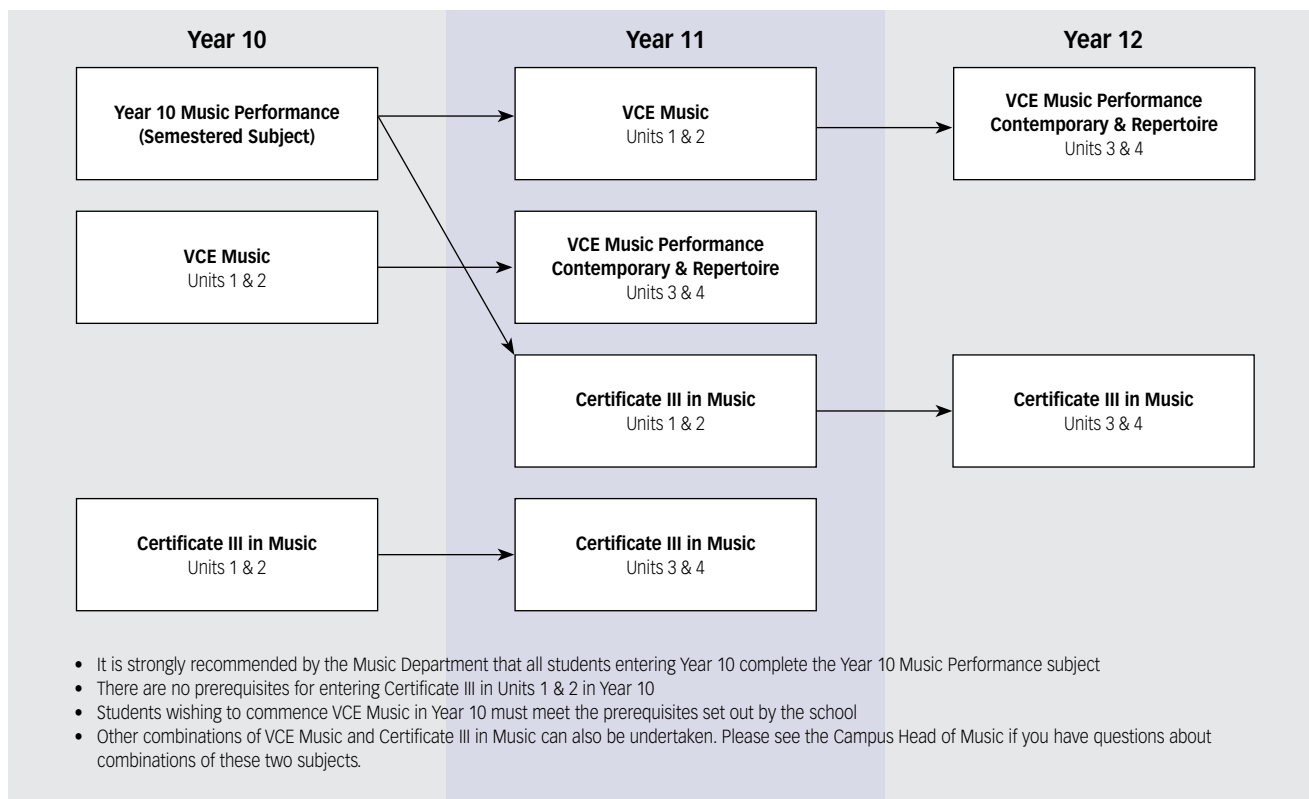 Year 10
Year 11
Year 12
Year 10 Music Performance
(Semestered Subject)
VCE Music
Units 1 & 2
VCE Music Performance
Contemporary & Repertoire
Units 3 & 4
VCE Music
Units 1 & 2
VCE Music Performance
Contemporary & Repertoire
Units 3 & 4
Certificate III in Music
Units 1 & 2
Certificate III in Music
Units 3 & 4
Certificate III in Music
Units 1 & 2
Certificate III in Music
Units 3 & 4
• It is strongly recommended by the Music Department that all students entering Year 10 complete the Year 10 Music Performance subject
• There are no prerequisites for entering Certificate III in Units 1 & 2 in Year 10
• Students wishing to commence VCE Music in Year 10 must meet the prerequisites set out by the school
• Other combinations of VCE Music and Certificate III in Music can also be undertaken. Please see the Campus Head of Music if you have questions about
combinations of these two subjects.